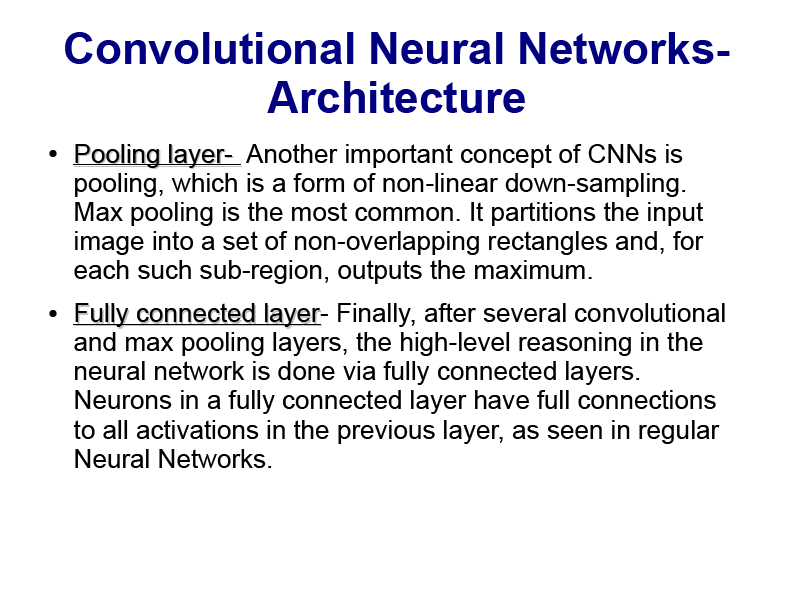 Convolutional Neural Networks-
Architecture
• Pooling layer-  Another important concept of CNNs is
pooling, which is a form of non-linear down-sampling.
Max pooling is the most common. It partitions the input
image into a set of non-overlapping rectangles and, for
each such sub-region, outputs the maximum.
• Fully connected layer- Finally, after several convolutional
and max pooling layers, the high-level reasoning in the
neural network is done via fully connected layers.
Neurons in a fully connected layer have full connections
to all activations in the previous layer, as seen in regular
Neural Networks.